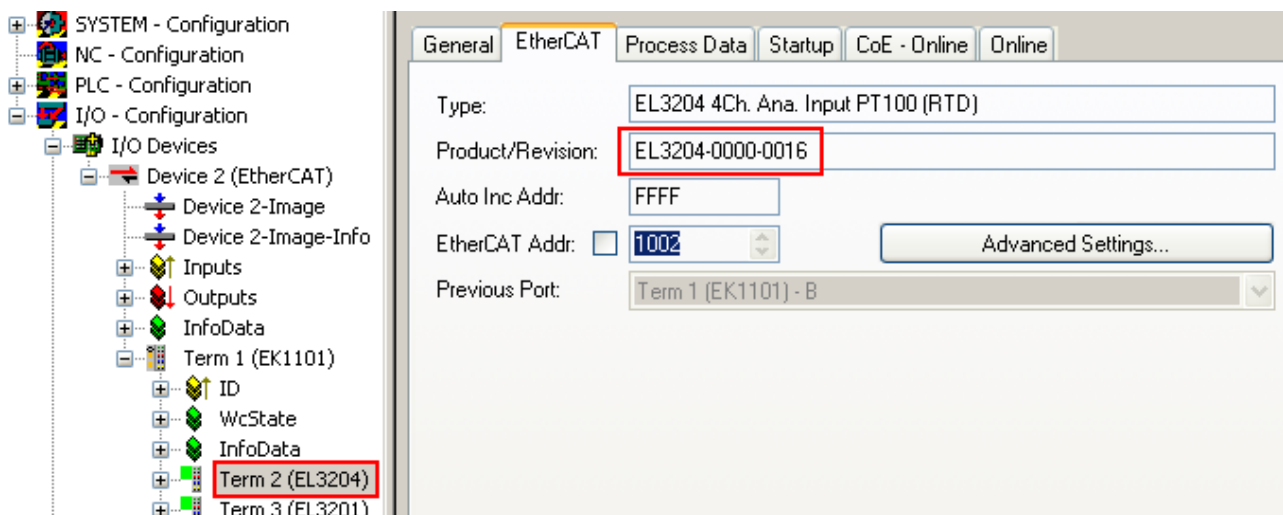 SYSTEM - Configuration
NC - Configuration
PLC - Configuration
I/O - Configuration
I/O Devices
Device 2 (EtherCAT)
Device 2-Image
Device 2-Image-Info
Inputs
Outputs
InfoData
Term 1 (EK1101)
ID
WcState
InfoData
Term 2 (EL3204)
Term 3 (EL3201)
General EtherCAT Process Data Startup CoE - Online Online
Type: EL3204 4Ch. Ana. Input PT100 (RTD)
Product/Revision: EL3204-0000-0016
Auto Inc Addr: FFFF
EtherCAT Addr: 1002 Advanced Settings...
Previous Port: Term 1 (EK1101) - B